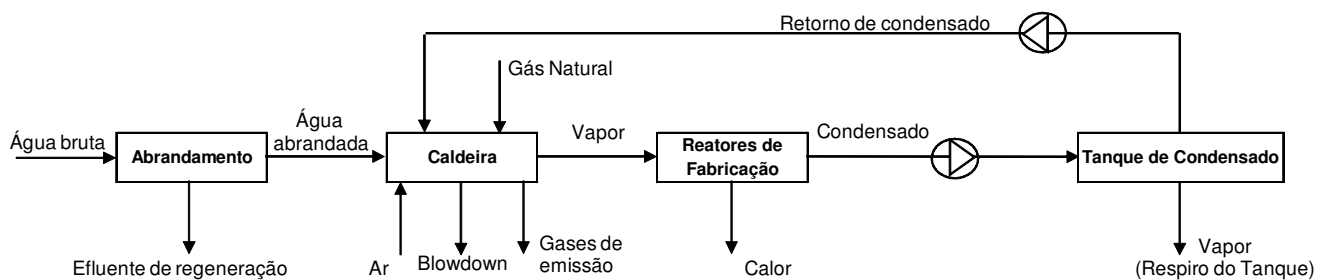 Retorno de condensado
Gás Natural
Água bruta
Abrandamento
Água
abrandada
Caldeira
Vapor
Reatores de
Fabricação
Condensado
Tanque de Condensado
Efluente de regeneração
Ar
Blowdown
Gases de
emissão
Calor
Vapor
(Respiro do Tanque)